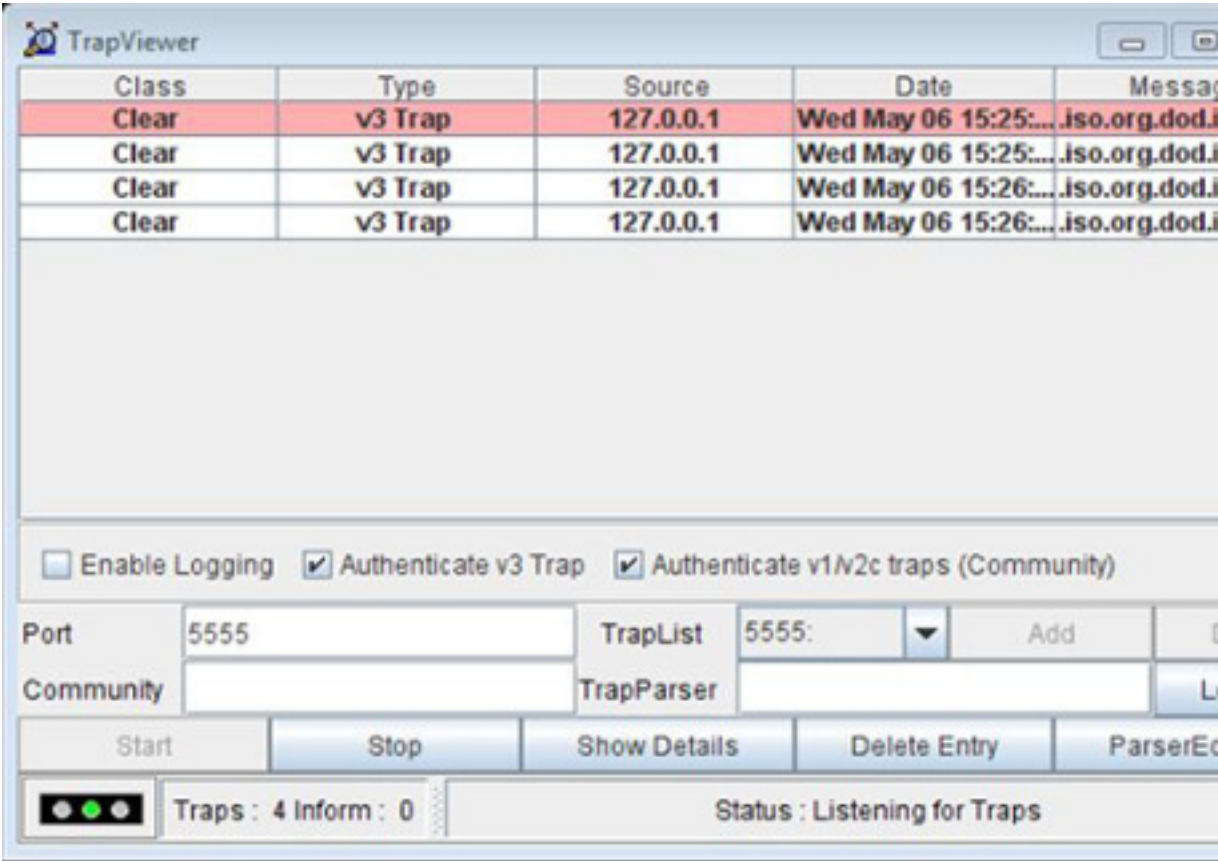 TrapViewer
Class Type Source Date Messag
Clear v3 Trap 127.0.0.1 Wed May 06 15:25:... .iso.org.dod.i
Clear v3 Trap 127.0.0.1 Wed May 06 15:25:... .iso.org.dod.i
Clear v3 Trap 127.0.0.1 Wed May 06 15:26:... .iso.org.dod.i
Clear v3 Trap 127.0.0.1 Wed May 06 15:26:... .iso.org.dod.i
Enable Logging Authenticate v3 Trap Authenticate v1/v2c traps (Community)
Port 5555 TrapList 5555: Add
Community TrapParser L
Start Stop Show Details Delete Entry ParserEd
Traps : 4 Inform : 0 Status : Listening for Traps